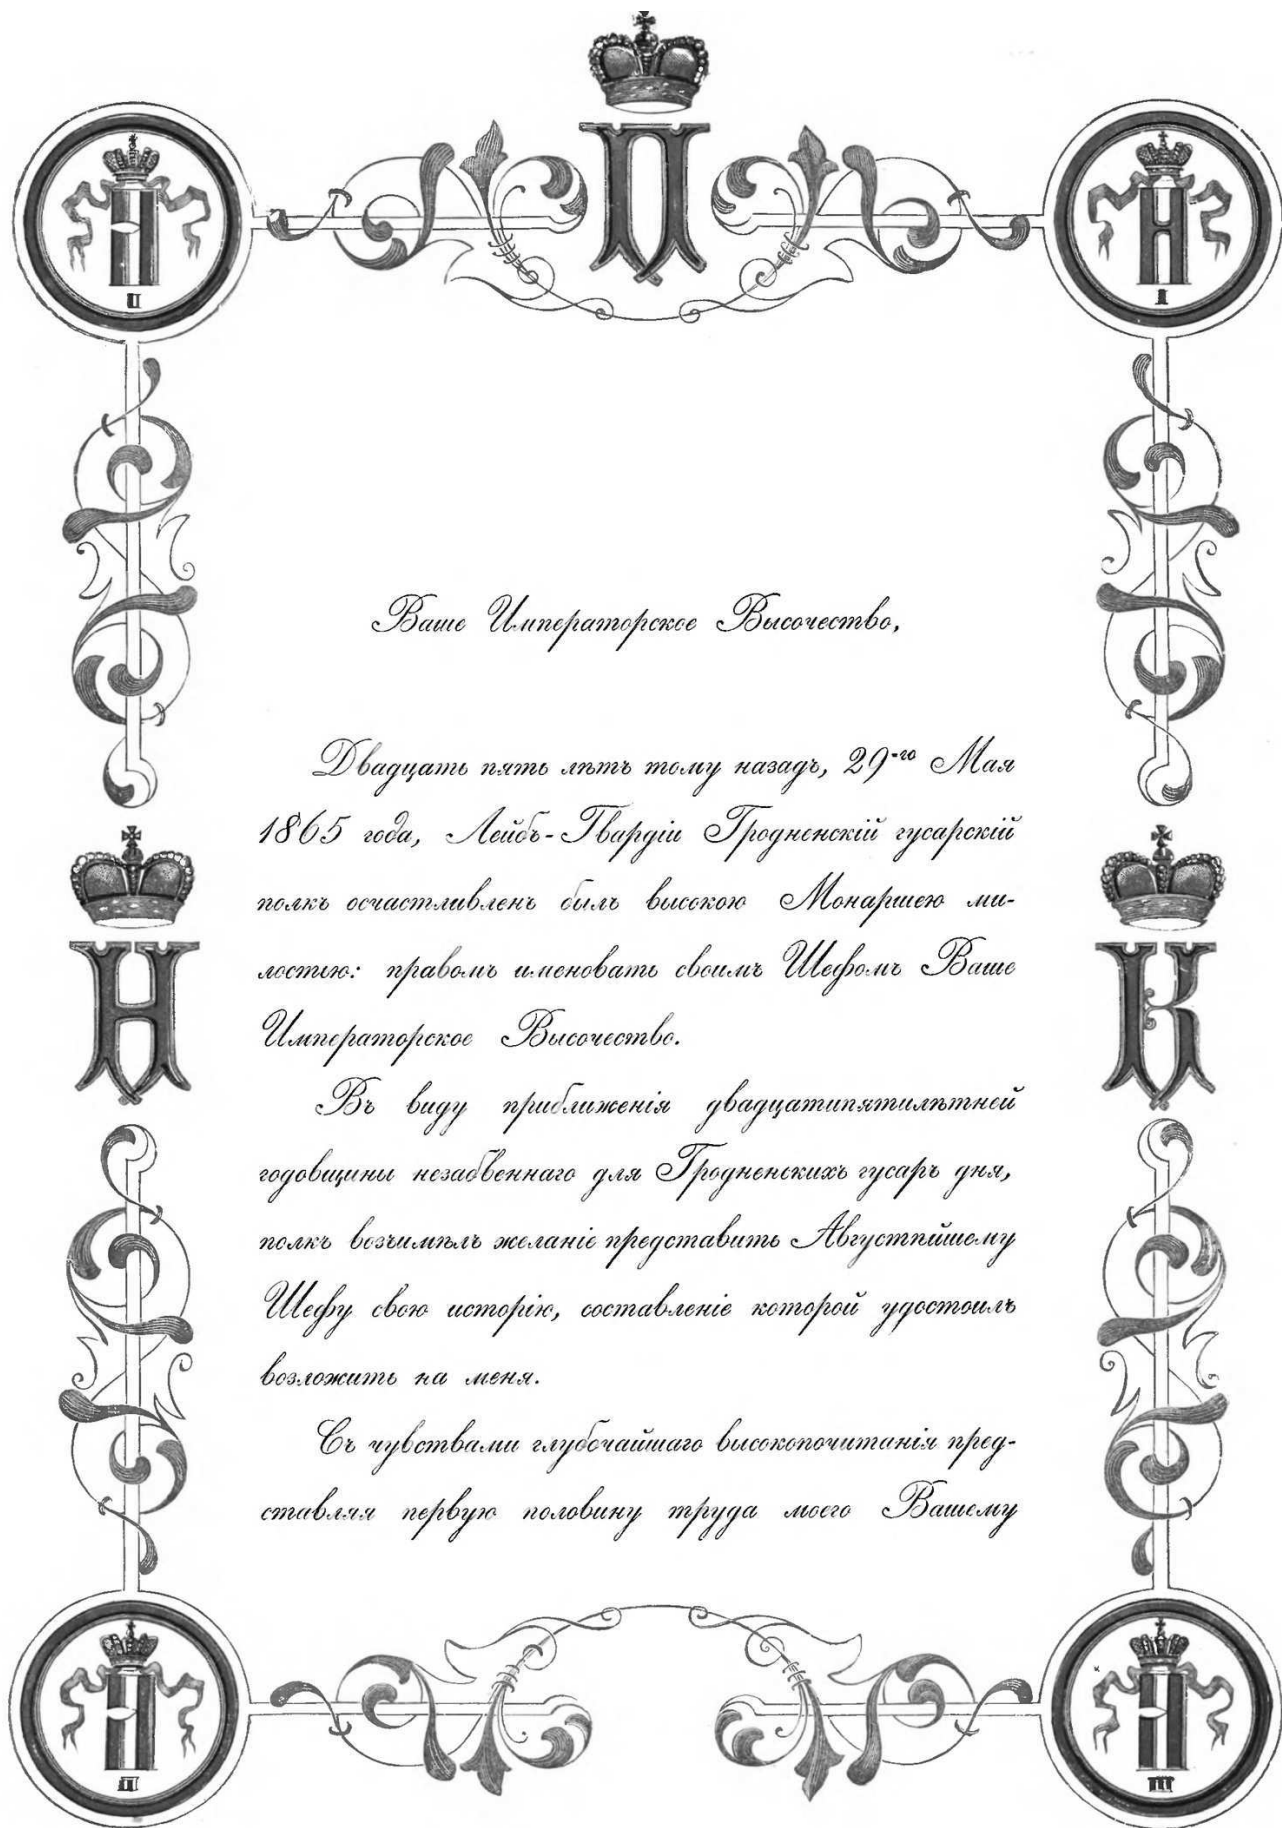 П
II
Н
I
Ваше Императорское Высочество,
Двадцать пять лѣтъ тому назадъ, 29-го Мая
1865 года, Лейбъ-Гвардіи Гродненскій гусарскій
полкъ осчастливленъ былъ высокою Монаршею ми-
лостію: правомъ именовать своимъ Шефомъ Ваше
Императорское Высочество.
Н
К
Въ виду приближенія двадцатипятилѣтней
годовщины незабвеннаго для Гродненскихъ гусаръ дня,
полкъ возъимѣлъ желаніе представить Августѣйшему
Шефу свою исторію, составленіе которой удостоилъ
возложить на меня.
Съ чувствами глубочайшаго высокопочитанія пред-
ставляя первую половину труда моего Вашему
II
III